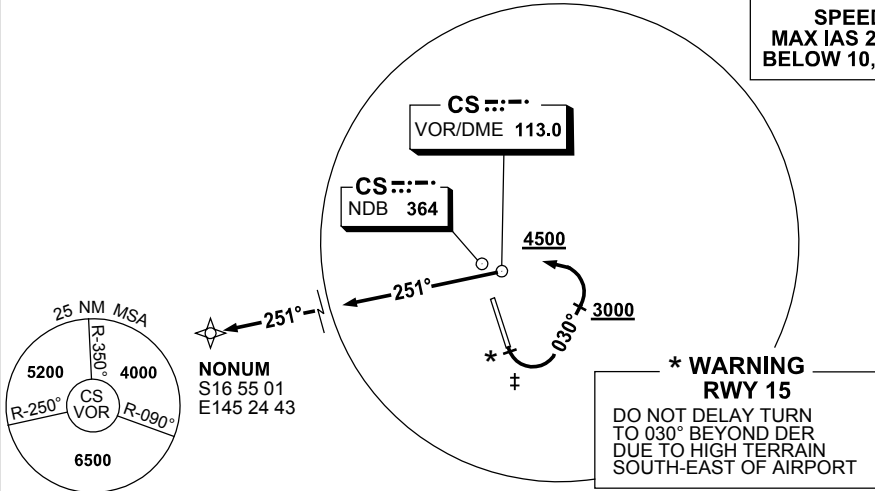 SPEED
MAX IAS 2
BELOW 10,
CS
VOR/DME 113.0
CS
NDB 364
4500
251°
251°
3000
030°
*
‡
25 NM MSA
R-350°
5200
4000
CS
VOR
R-250°
R-090°
6500
NONUM
S16 55 01
E145 24 43
* WARNING
RWY 15
DO NOT DELAY TURN
TO 030° BEYOND DER
DUE TO HIGH TERRAIN
SOUTH-EAST OF AIRPORT